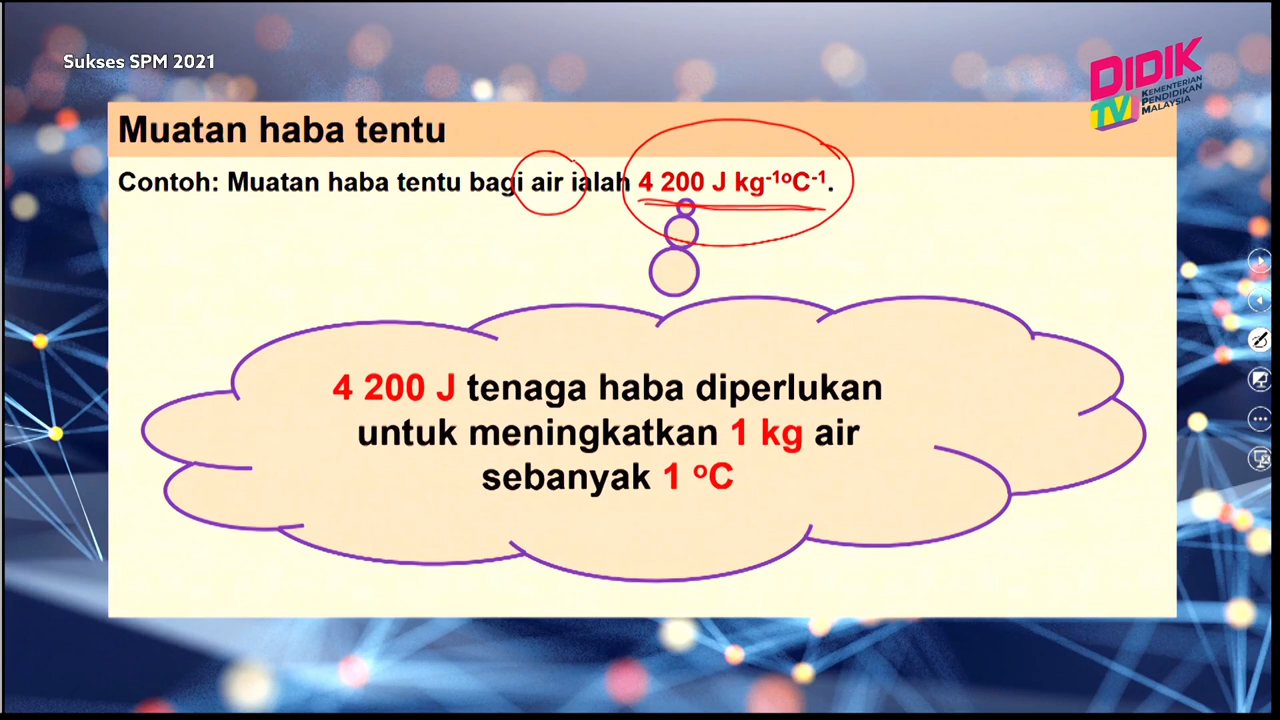 Sukses SPM 2021
DIDIK
TV
KEMENTERIAN
PENDIDIKAN
MALAYSIA
Muatan haba tentu
Contoh: Muatan haba tentu bagi air ialah 4 200 J kg⁻¹ºC⁻¹.
4 200 J tenaga haba diperlukan
untuk meningkatkan 1 kg air
sebanyak 1 ºC